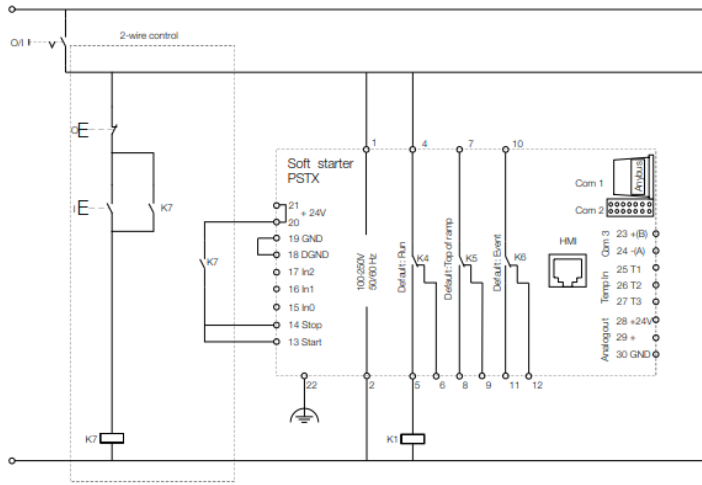 2-wire control
O/I
1
4
7
10
O
Soft starter
PSTX
Com 1
Anybus
Com 2
I
K7
21
+ 24V
20
19 GND
18 DGND
17 In2
16 In1
15 In0
14 Stop
13 Start
K7
100-250V
50/60 Hz
Default: Run
K4
Default:Top of ramp
K5
Default: Event
K6
HMI
Com 3
23 +(B)
24 -(A)
Temp In
25 T1
26 T2
27 T3
Analog out
28 +24V
29 +
30 GND
22
2
5
6
8
9
11
12
K7
K1